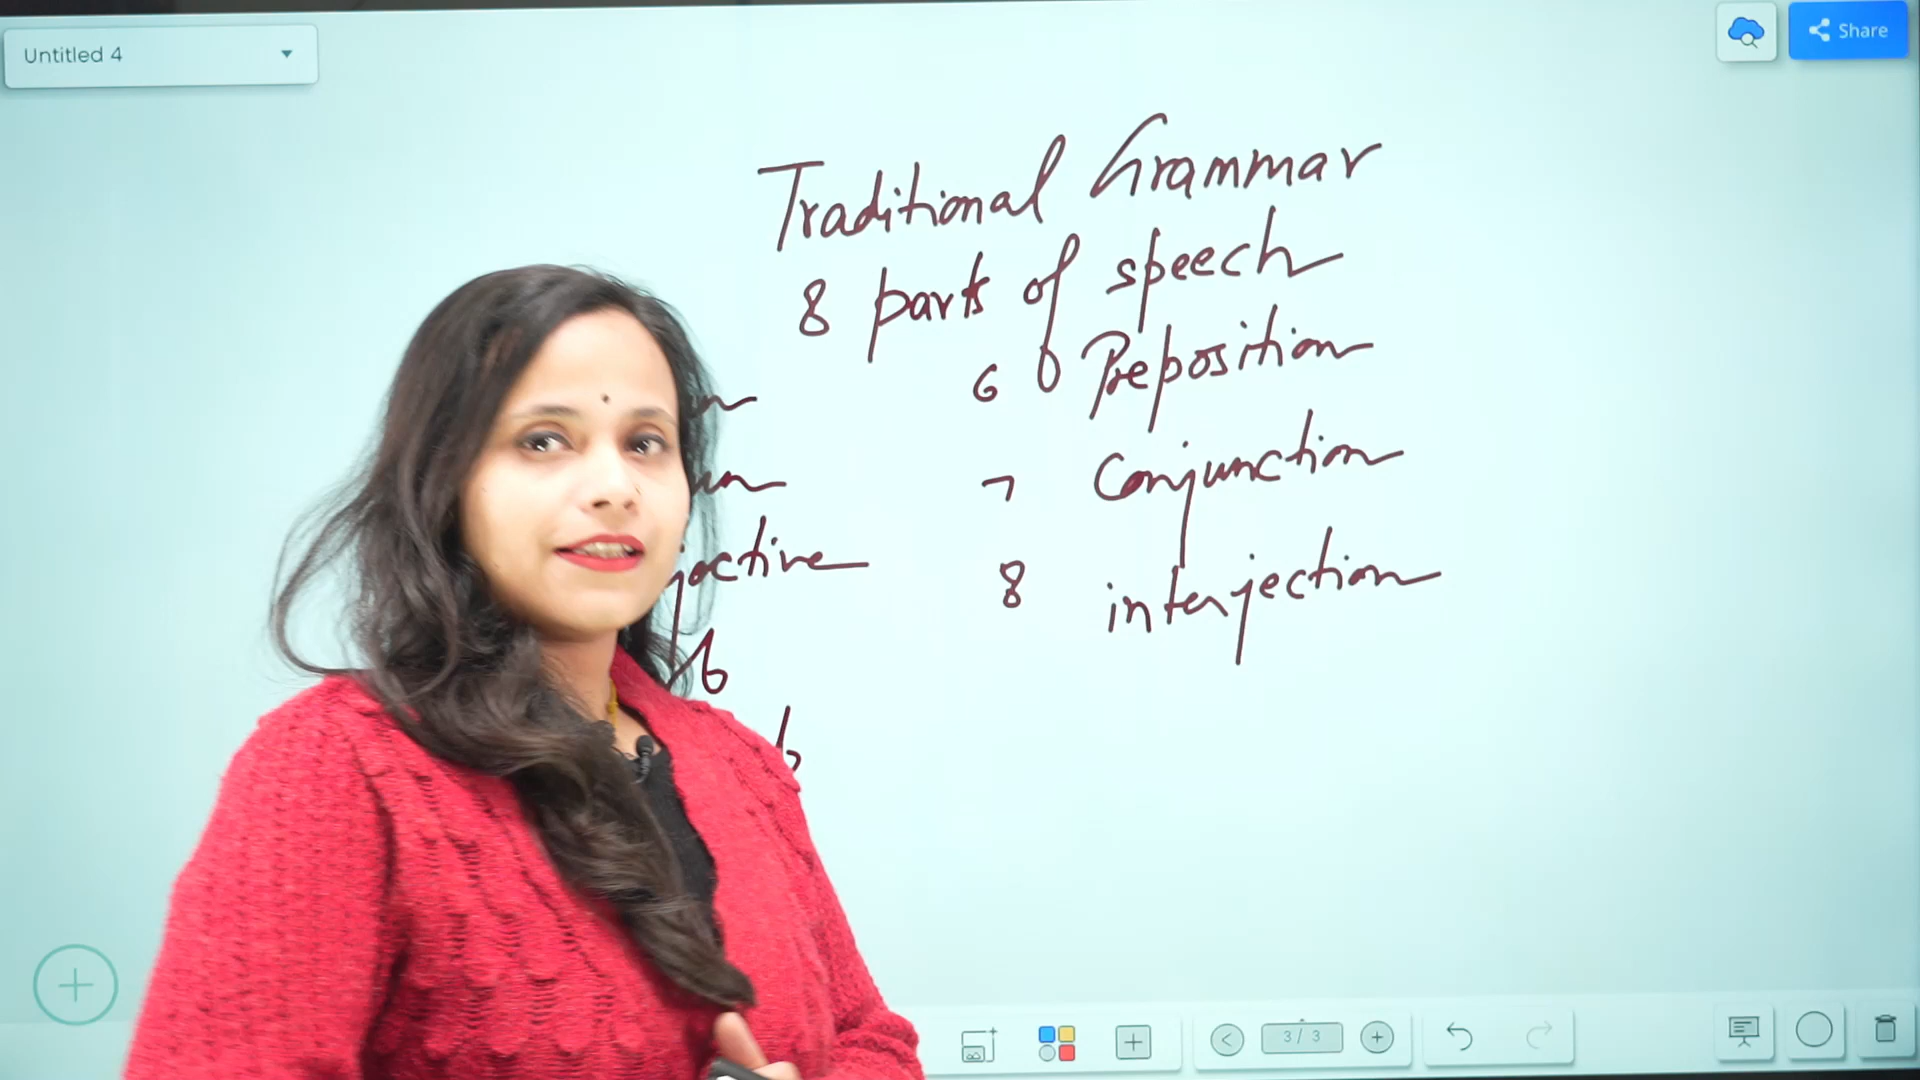 Untitled 4
Share
Traditional Grammar
8 parts of speech
6 Preposition
7 Conjunction
8 interjection
3 / 3